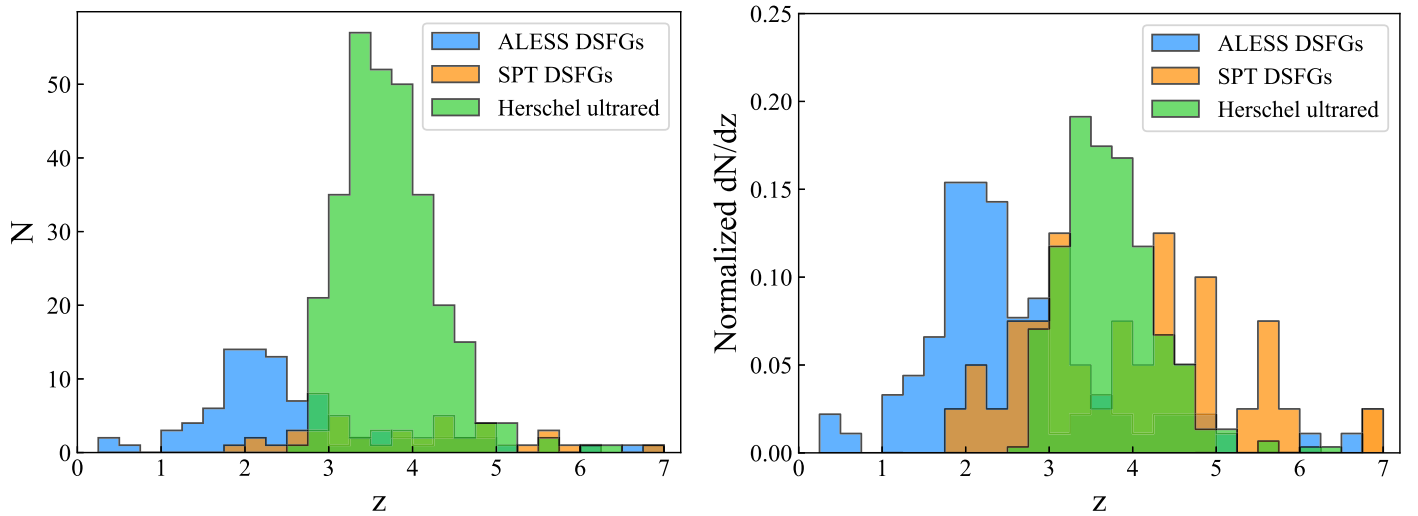 ALESS DSFGs
SPT DSFGs
Herschel ultrared
N
50
40
30
20
10
0
0 1 2 3 4 5 6 7
z
ALESS DSFGs
SPT DSFGs
Herschel ultrared
Normalized dN/dz
0.25
0.20
0.15
0.10
0.05
0.00
0 1 2 3 4 5 6 7
z